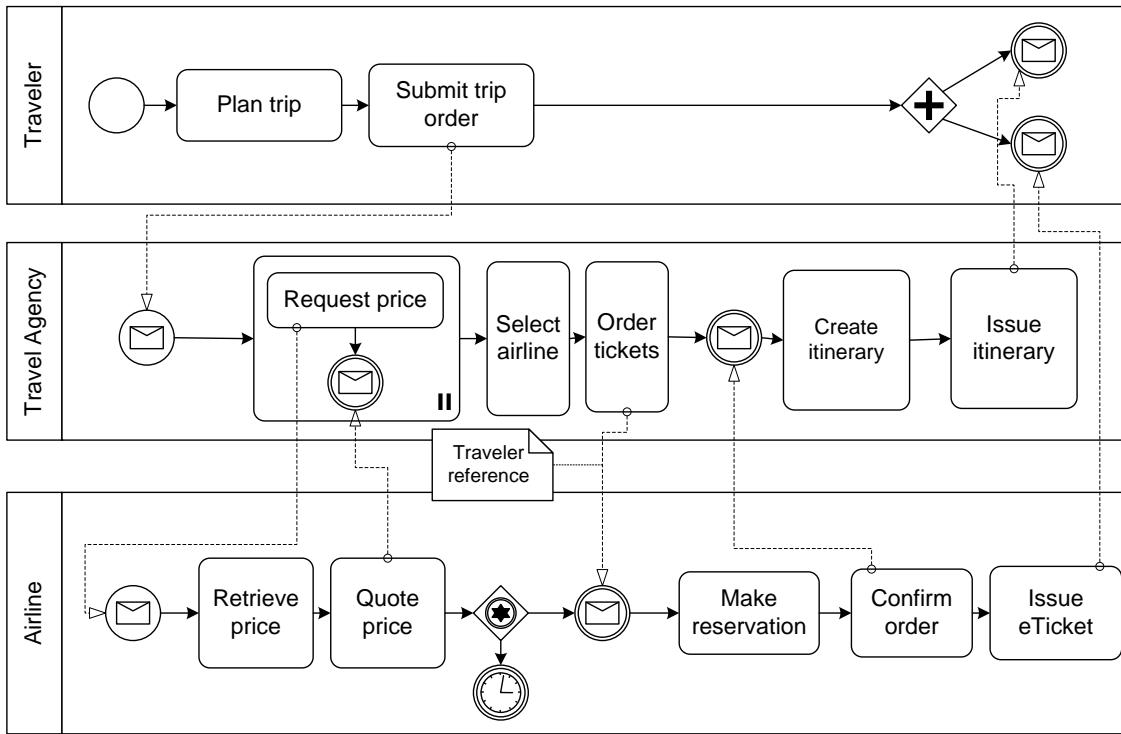 Traveler
Plan trip
Submit trip
order
Travel Agency
Request price
Select
airline
Order
tickets
Create
itinerary
Issue
itinerary
Traveler
reference
Airline
Retrieve
price
Quote
price
Make
reservation
Confirm
order
Issue
eTicket